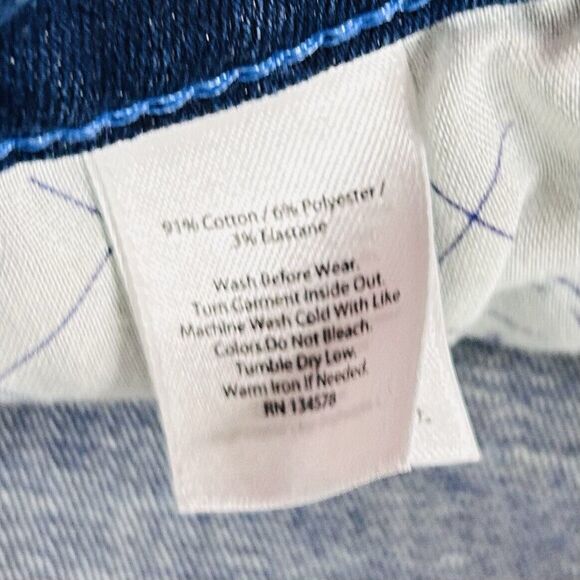 91% Cotton / 6% Polyester /
3% Elastane
Wash Before Wear.
Turn Garment Inside Out.
Machine Wash Cold With Like
Colors Do Not Bleach.
Tumble Dry Low.
Warm Iron If Needed.
RN 134578